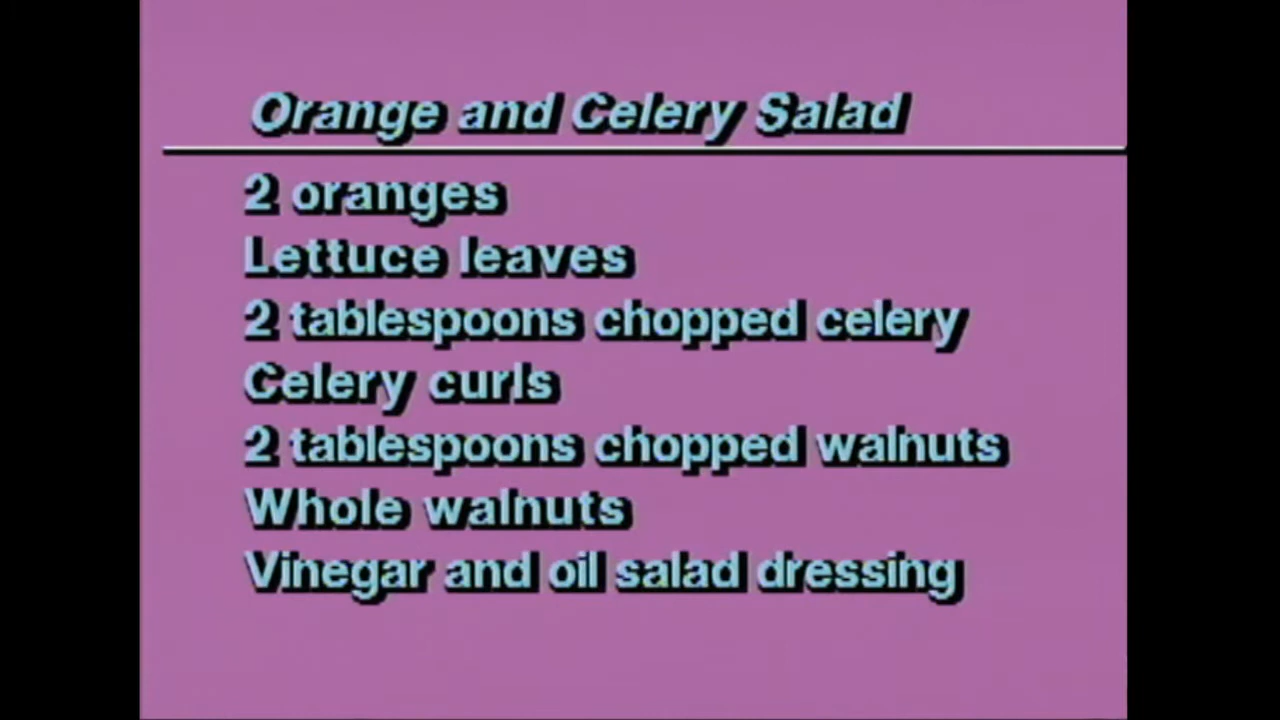 Orange and Celery Salad
2 oranges
Lettuce leaves
2 tablespoons chopped celery
Celery curls
2 tablespoons chopped walnuts
Whole walnuts
Vinegar and oil salad dressing